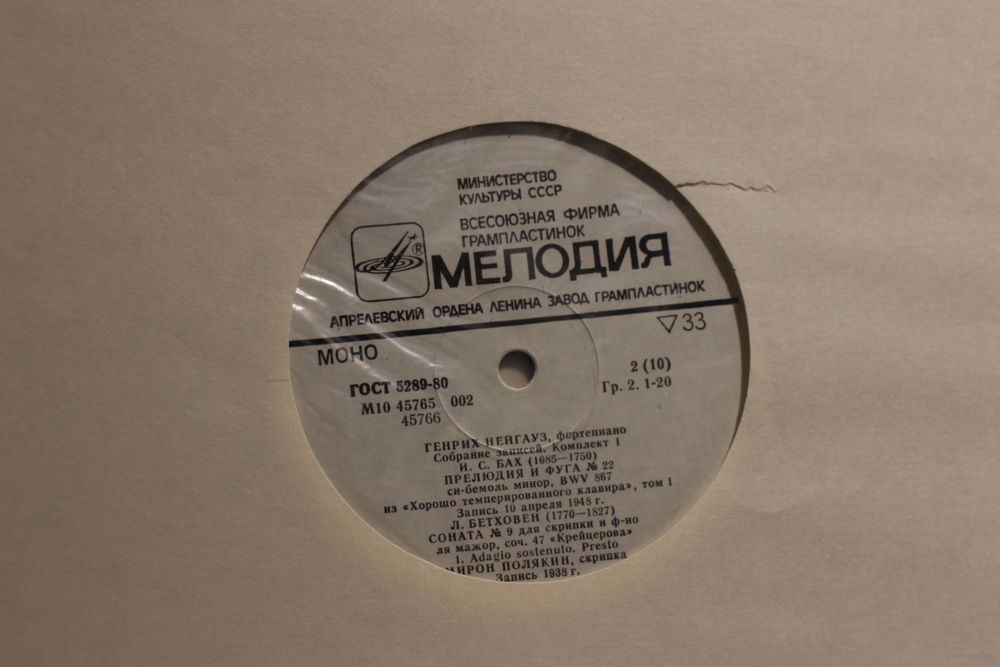 МИНИСТЕРСТВО
КУЛЬТУРЫ СССР
ВСЕСОЮЗНАЯ ФИРМА
ГРАМПЛАСТИНОК
®
МЕЛОДИЯ
АПРЕЛЕВСКИЙ ОРДЕНА ЛЕНИНА ЗАВОД ГРАМПЛАСТИНОК
МОНО
▽33
ГОСТ 5289-80
2 (10)
М10 45765 002
Гр. 2. 1-20
45766
ГЕНРИХ НЕЙГАУЗ, фортепиано
Собрание записей. Комплект 1
И. С. БАХ (1685—1750)
ПРЕЛЮДИЯ И ФУГА № 22
си-бемоль минор, BWV 867
из «Хорошо темперированного клавира», том 1
Запись 10 апреля 1948 г.
Л. БЕТХОВЕН (1770—1827)
СОНАТА № 9 для скрипки и ф-но
ля мажор, соч. 47 «Крейцерова»
1. Adagio sostenuto. Presto
МИРОН ПОЛЯКИН, скрипка
Запись 1938 г.